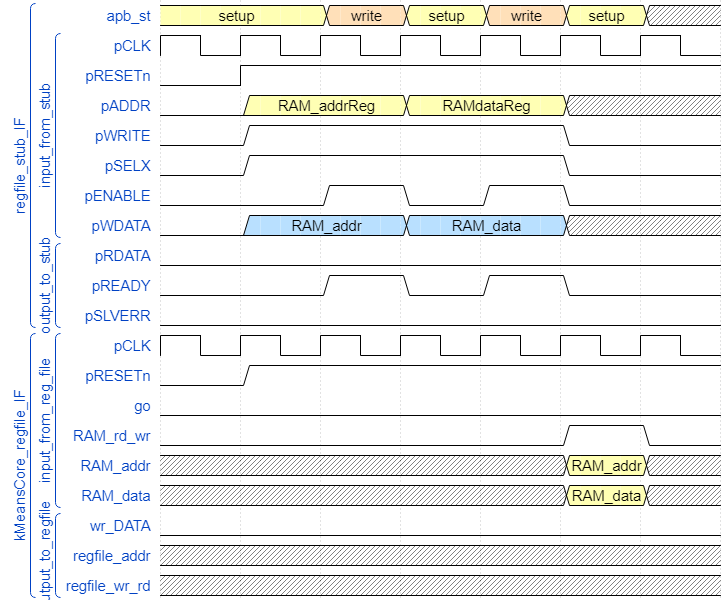 apb_st setup write setup write setup
pCLK
pRESETn
pADDR RAM_addrReg RAMdataReg
pWRITE
pSELX
pENABLE
pWDATA RAM_addr RAM_data
pRDATA
pREADY
pSLVERR
pCLK
pRESETn
go
RAM_rd_wr
RAM_addr RAM_addr
RAM_data RAM_data
wr_DATA
regfile_addr
regfile_wr_rd
regfile_stub_IF
input_from_stub
output_to_stub
kMeansCore_regfile_IF
input_from_reg_file
utput_to_regfile